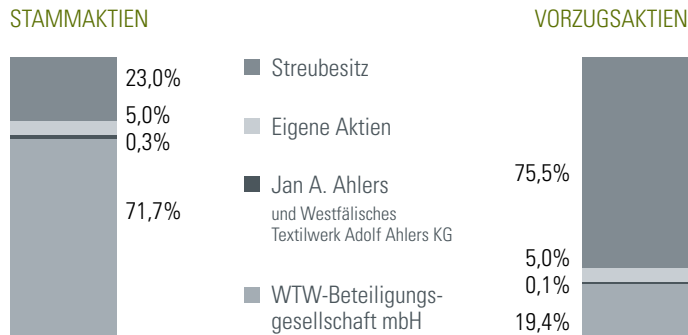 STAMMAKTIEN
23,0%
5,0%
0,3%
71,7%
Streubesitz
Eigene Aktien
Jan A. Ahlers
und Westfälisches
Textilwerk Adolf Ahlers KG
WTW-Beteiligungs-
gesellschaft mbH
VORZUGSAKTIEN
75,5%
5,0%
0,1%
19,4%